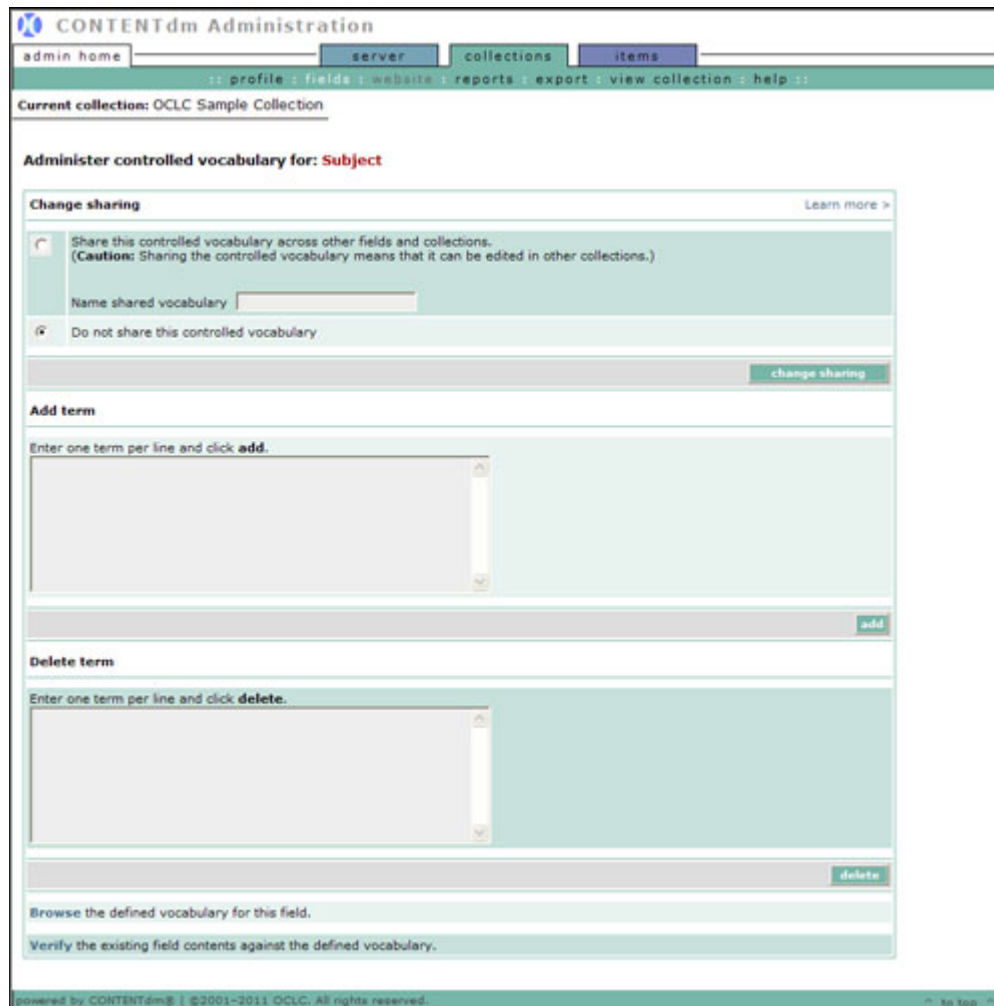 CONTENTdm Administration
admin home server collections items
:: profile : fields : website : reports : export : view collection : help ::
Current collection: OCLC Sample Collection
Administer controlled vocabulary for: Subject
Change sharing Learn more >
Share this controlled vocabulary across other fields and collections.
(Caution: Sharing the controlled vocabulary means that it can be edited in other collections.)
Name shared vocabulary
Do not share this controlled vocabulary
change sharing
Add term
Enter one term per line and click add.
add
Delete term
Enter one term per line and click delete.
delete
Browse the defined vocabulary for this field.
Verify the existing field contents against the defined vocabulary.
powered by CONTENTdm® | ©2001-2011 OCLC. All rights reserved. ^ to top ^